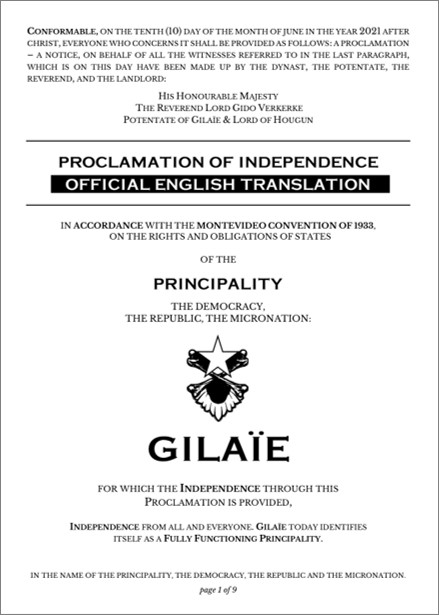 CONFORMABLE, ON THE TENTH (10) DAY OF THE MONTH OF JUNE IN THE YEAR 2021 AFTER
CHRIST, EVERYONE WHO CONCERNS IT SHALL BE PROVIDED AS FOLLOWS: A PROCLAMATION
– A NOTICE, ON BEHALF OF ALL THE WITNESSES REFERRED TO IN THE LAST PARAGRAPH,
WHICH IS ON THIS DAY HAVE BEEN MADE UP BY THE DYNAST, THE POTENTATE, THE
REVEREND, AND THE LANDLORD:
HIS HONOURABLE MAJESTY
THE REVEREND LORD GIDO VERKERKE
POTENTATE OF GILAÏE & LORD OF HOUGUN
PROCLAMATION OF INDEPENDENCE
OFFICIAL ENGLISH TRANSLATION
IN ACCORDANCE WITH THE MONTEVIDEO CONVENTION OF 1933,
ON THE RIGHTS AND OBLIGATIONS OF STATES
OF THE
PRINCIPALITY
THE DEMOCRACY,
THE REPUBLIC, THE MICRONATION:
GILAÏE
FOR WHICH THE INDEPENDENCE THROUGH THIS
PROCLAMATION IS PROVIDED,
INDEPENDENCE FROM ALL AND EVERYONE. GILAÏE TODAY IDENTIFIES
ITSELF AS A FULLY FUNCTIONING PRINCIPALITY.
IN THE NAME OF THE PRINCIPALITY, THE DEMOCRACY, THE REPUBLIC AND THE MICRONATION.
page 1 of 9